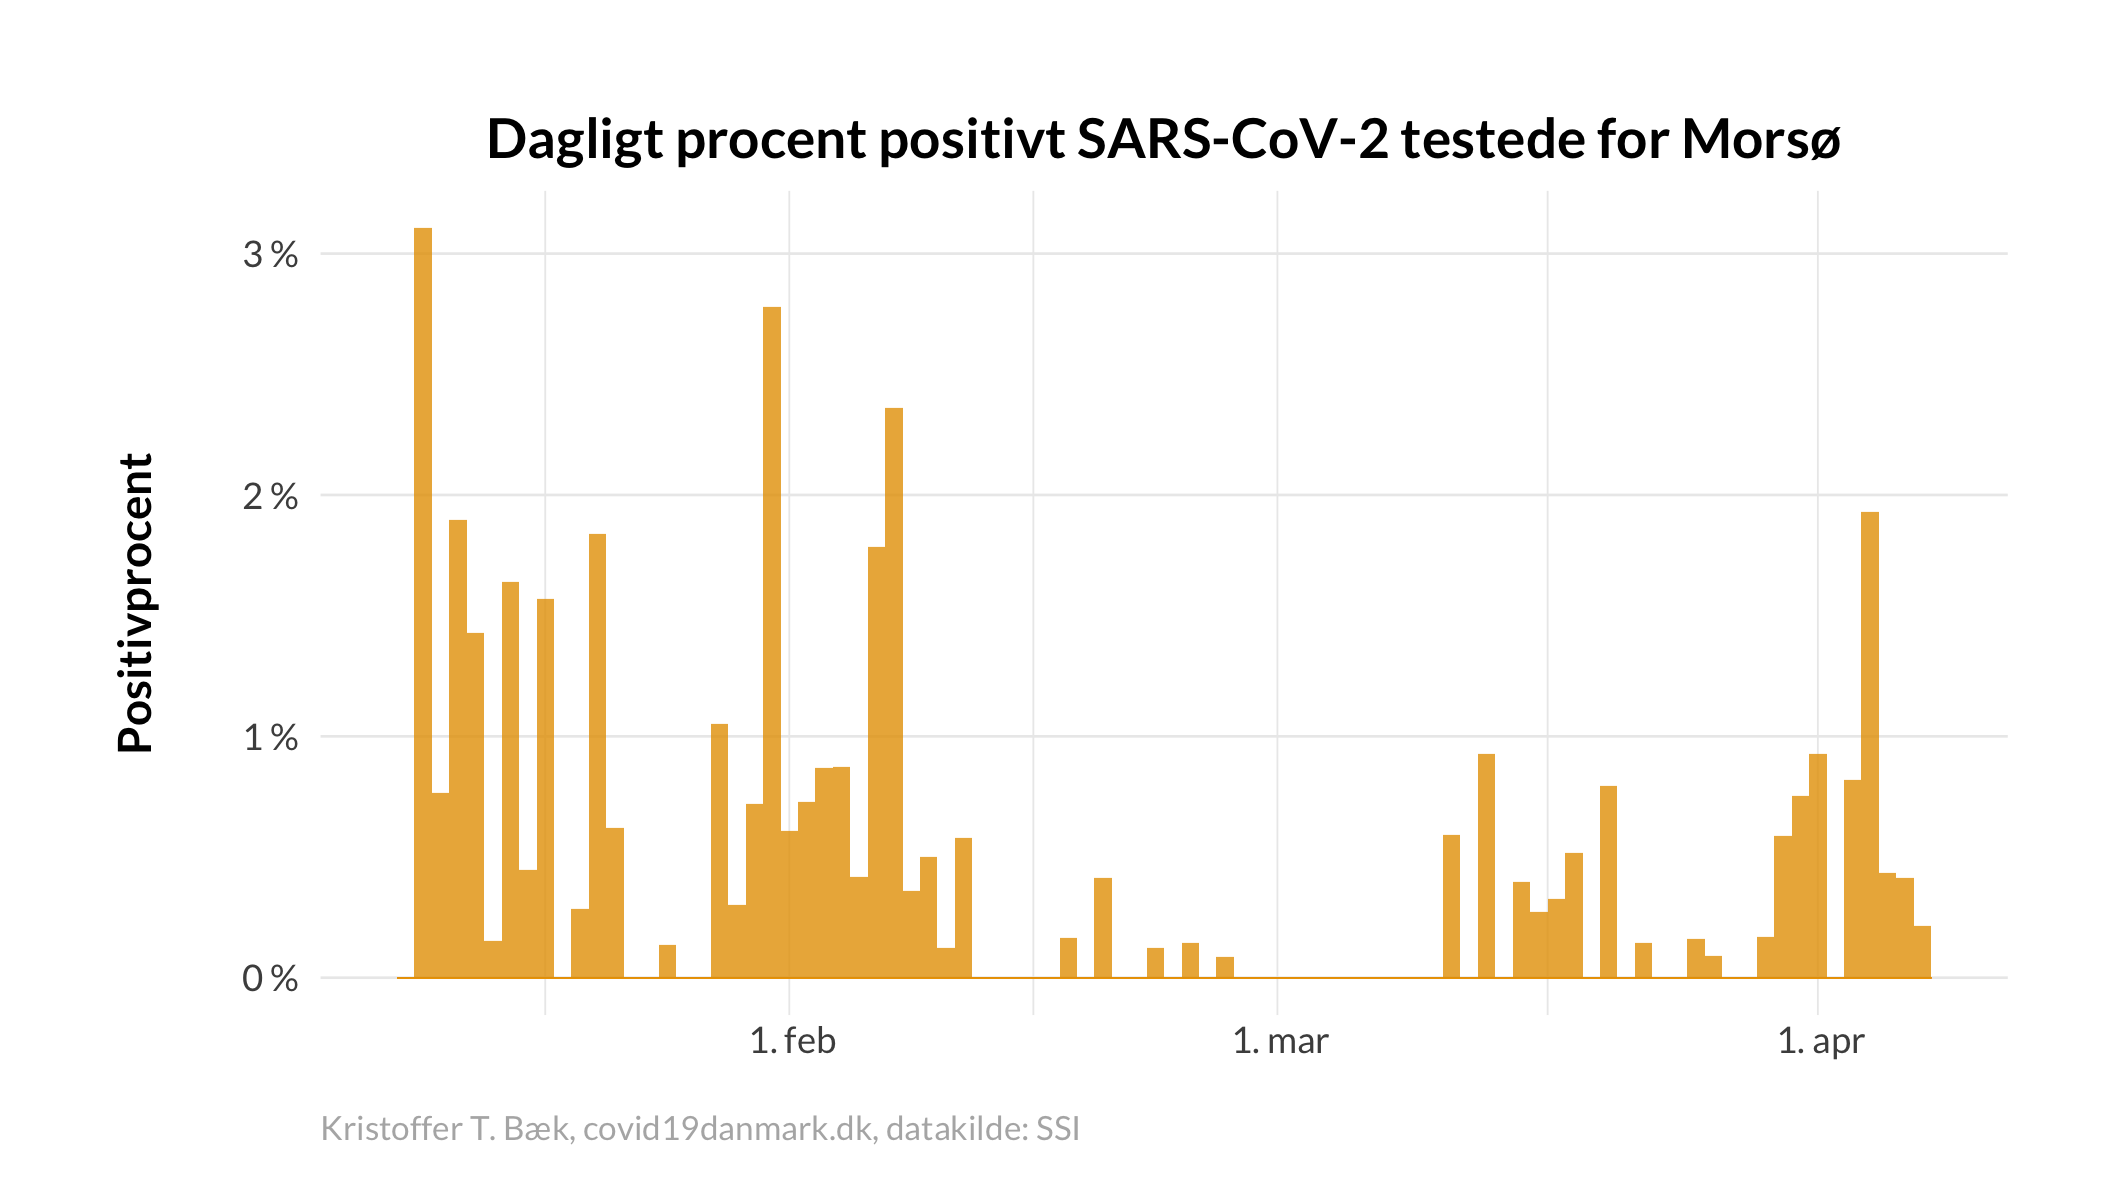 Dagligt procent positivt SARS-CoV-2 testede for Morsø
Positivprocent
3 %
2 %
1 %
0 %
1. feb
1. mar
1. apr
Kristoffer T. Bæk, covid19danmark.dk, datakilde: SSI